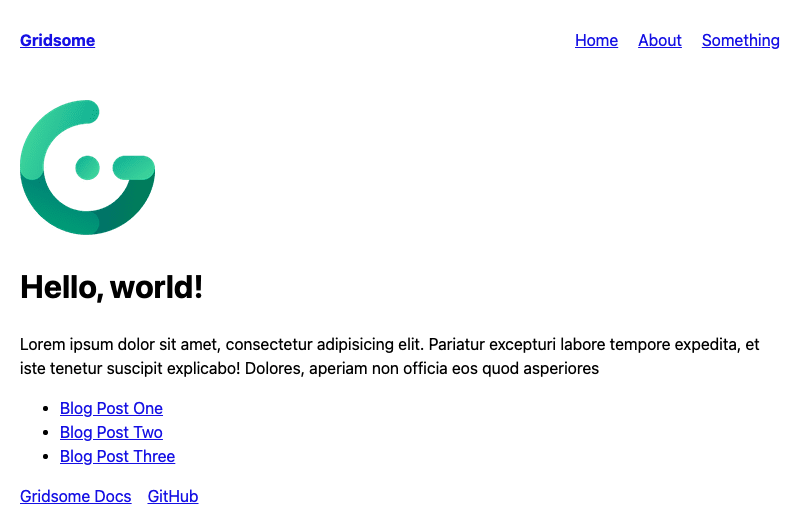 Gridsome Home About Something
Hello, world!
Lorem ipsum dolor sit amet, consectetur adipisicing elit. Pariatur excepturi labore tempore expedita, et
iste tenetur suscipit explicabo! Dolores, aperiam non officia eos quod asperiores
• Blog Post One
• Blog Post Two
• Blog Post Three
Gridsome Docs GitHub